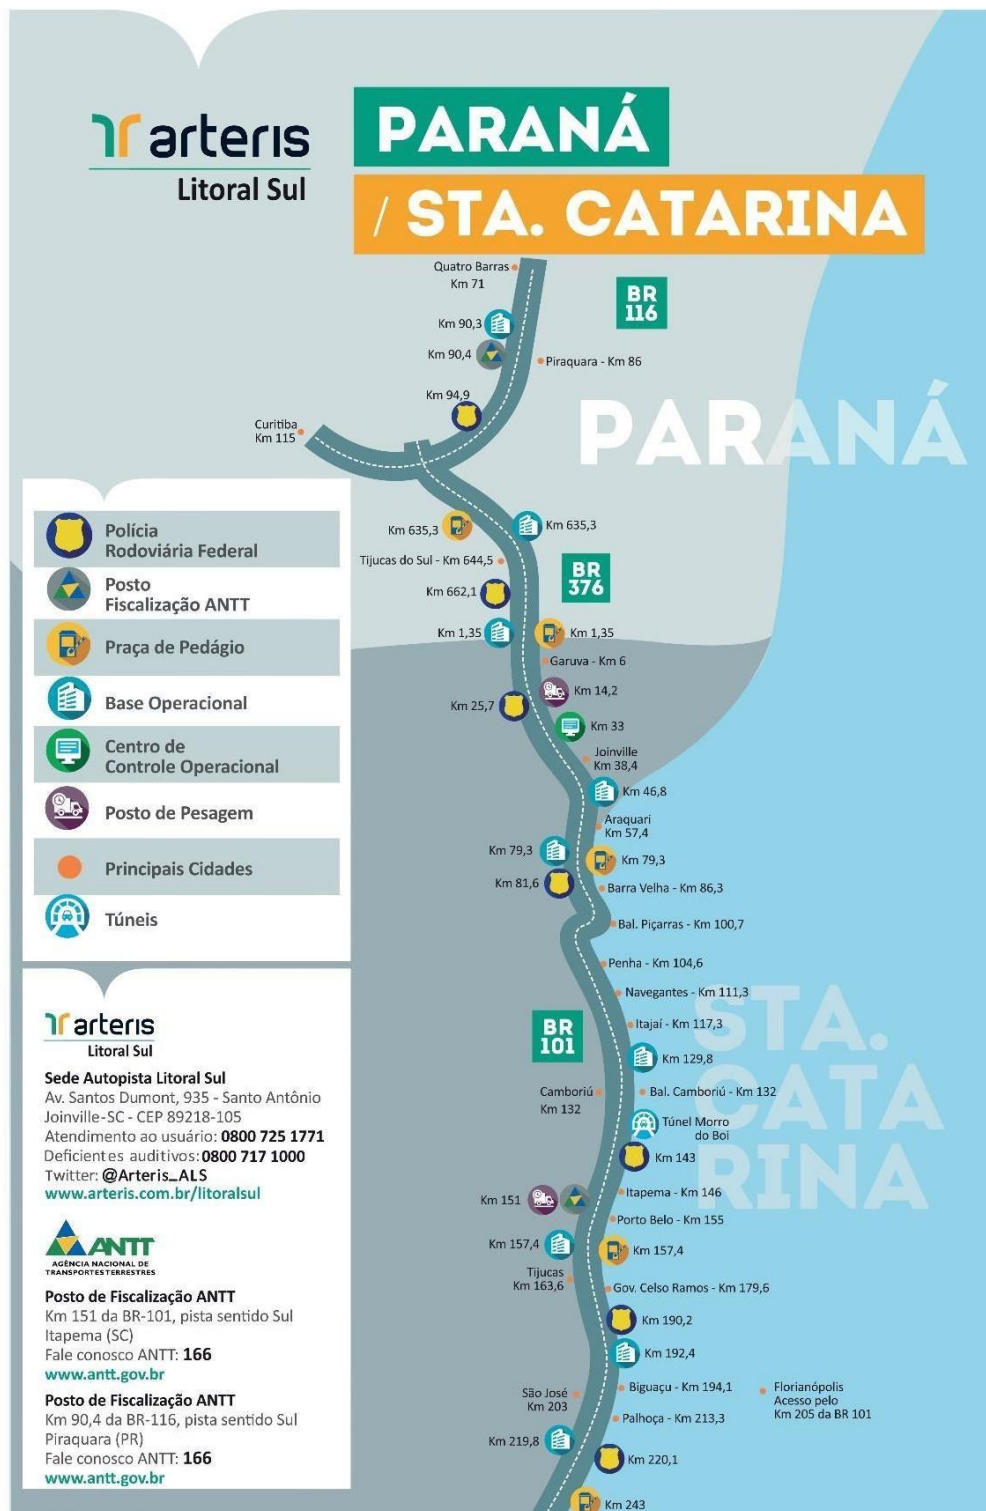 arteris
Litoral Sul
PARANÁ
/ STA. CATARINA
Quatro Barras
Km 71
BR
116
Km 90,3
Km 90,4
Piraquara - Km 86
Km 94,9
Curitiba
Km 115
PARANÁ
Km 635,3
Km 635,3
Tijucas do Sul - Km 644,5
BR
376
Km 662,1
Km 1,35
Km 1,35
Garuva - Km 6
Km 14,2
Km 25,7
Km 33
Joinville
Km 38,4
Km 46,8
Araquari
Km 57,4
Km 79,3
Km 79,3
Km 81,6
Barra Velha - Km 86,3
Bal. Piçarras - Km 100,7
Penha - Km 104,6
Navegantes - Km 111,3
STA.
CATA
RINA
BR
101
Itajaí - Km 117,3
Km 129,8
Camboriú
Km 132
Bal. Camboriú - Km 132
Túnel Morro
do Boi
Km 143
Km 151
Itapema - Km 146
Porto Belo - Km 155
Km 157,4
Km 157,4
Tijucas
Km 163,6
Gov. Celso Ramos - Km 179,6
Km 190,2
Km 192,4
São José
Km 203
Biguaçu - Km 194,1
Florianópolis
Acesso pelo
Km 205 da BR 101
Palhoça - Km 213,3
Km 219,8
Km 220,1
Km 243
Polícia
Rodoviária Federal
Posto
Fiscalização ANTT
Praça de Pedágio
Base Operacional
Centro de
Controle Operacional
Posto de Pesagem
Principais Cidades
Túneis
arteris
Litoral Sul
Sede Autopista Litoral Sul
Av. Santos Dumont, 935 - Santo Antônio
Joinville-SC - CEP 89218-105
Atendimento ao usuário: 0800 725 1771
Deficientes auditivos: 0800 717 1000
Twitter: @Arteris_ALS
www.arteris.com.br/litoralsul
ANTT
AGÊNCIA NACIONAL DE
TRANSPORTES TERRESTRES
Posto de Fiscalização ANTT
Km 151 da BR-101, pista sentido Sul
Itapema (SC)
Fale conosco ANTT: 166
www.antt.gov.br
Posto de Fiscalização ANTT
Km 90,4 da BR-116, pista sentido Sul
Piraquara (PR)
Fale conosco ANTT: 166
www.antt.gov.br